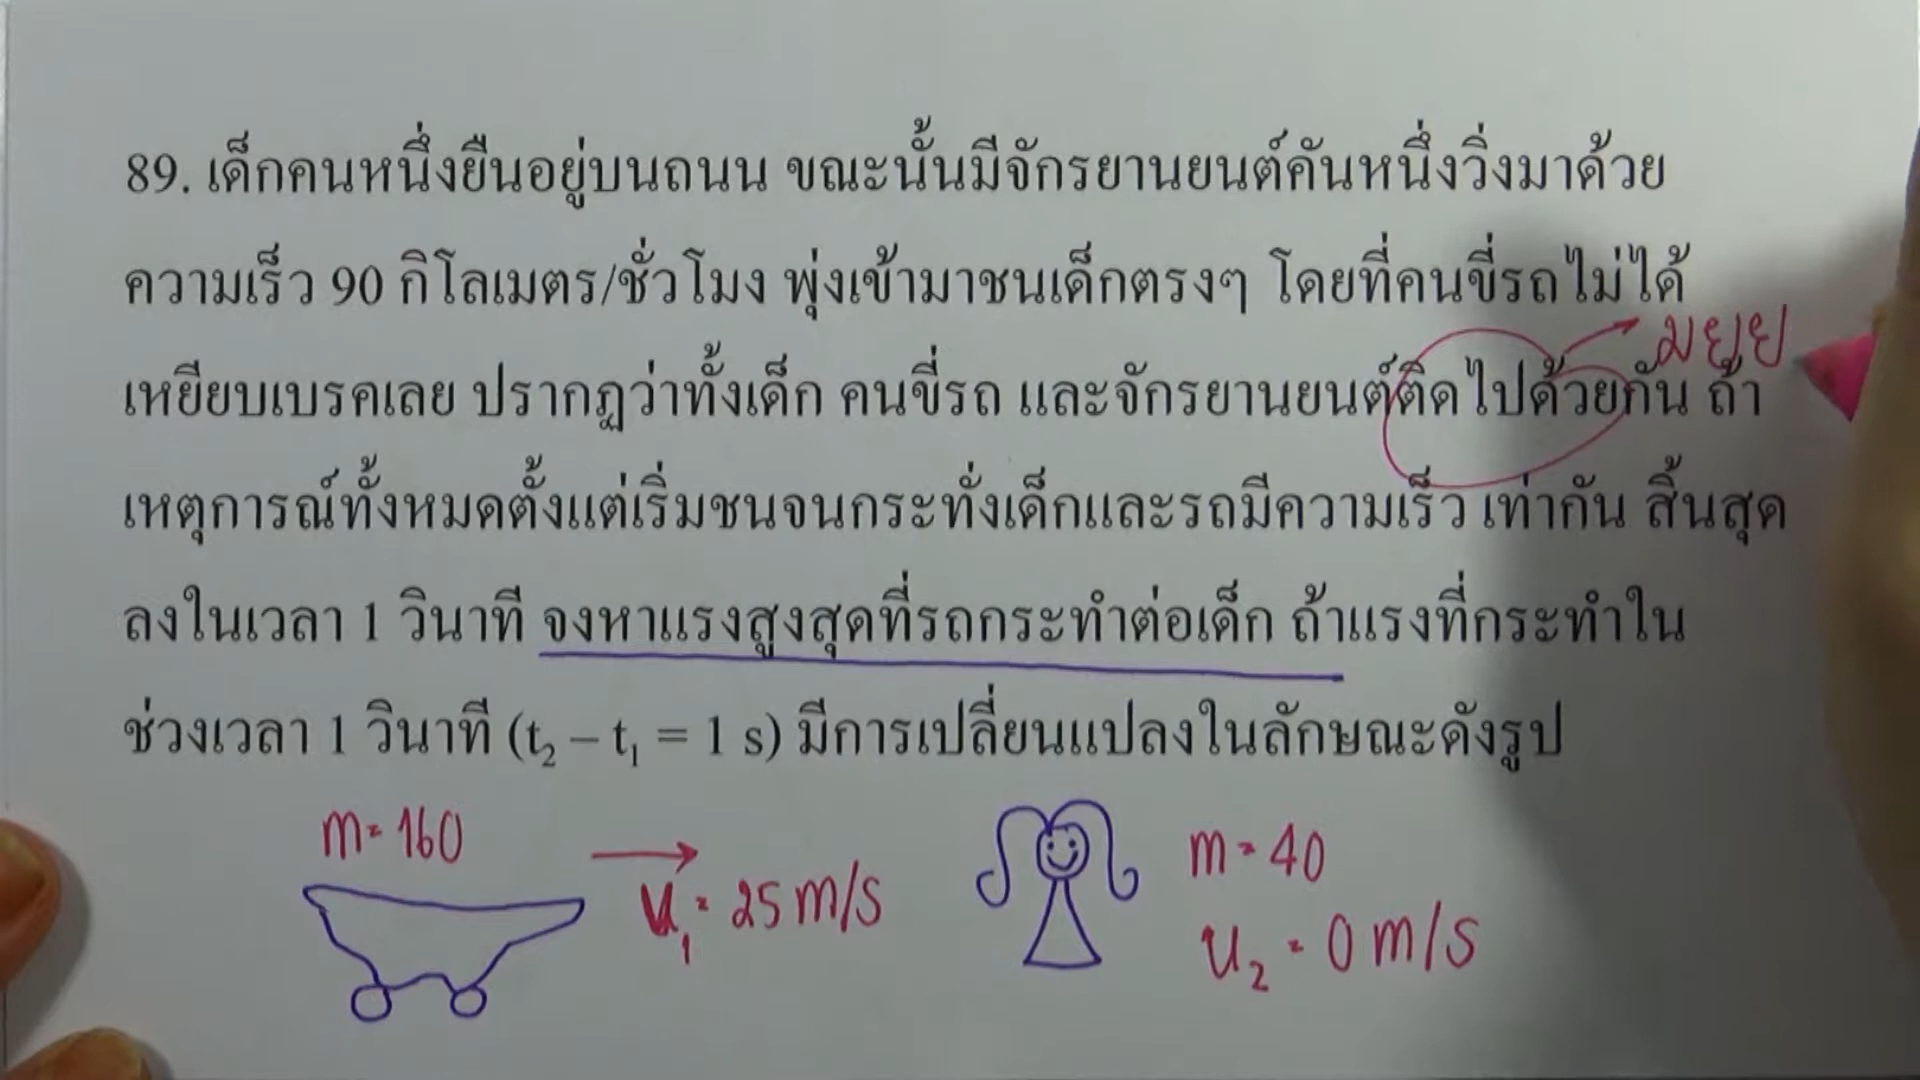 89. เด็กคนหนึ่งยืนอยู่บนถนน ขณะนั้นมีจักรยานยนต์คันหนึ่งวิ่งมาด้วย
ความเร็ว 90 กิโลเมตร/ชั่วโมง พุ่งเข้ามาชนเด็กตรงๆ โดยที่คนขี่รถไม่ได้
มยุย
เหยียบเบรคเลย ปรากฏว่าทั้งเด็ก คนขี่รถ และจักรยานยนต์ติดไปด้วยกัน ถ้า
เหตุการณ์ทั้งหมดตั้งแต่เริ่มชนจนกระทั่งเด็กและรถมีความเร็ว เท่ากัน สิ้นสุด
ลงในเวลา 1 วินาที จงหาแรงสูงสุดที่รถกระทำต่อเด็ก ถ้าแรงที่กระทำใน
ช่วงเวลา 1 วินาที (t₂ – t₁ = 1 s) มีการเปลี่ยนแปลงในลักษณะดังรูป
m = 160
u₁ = 25 m/s
m = 40
u₂ = 0 m/s